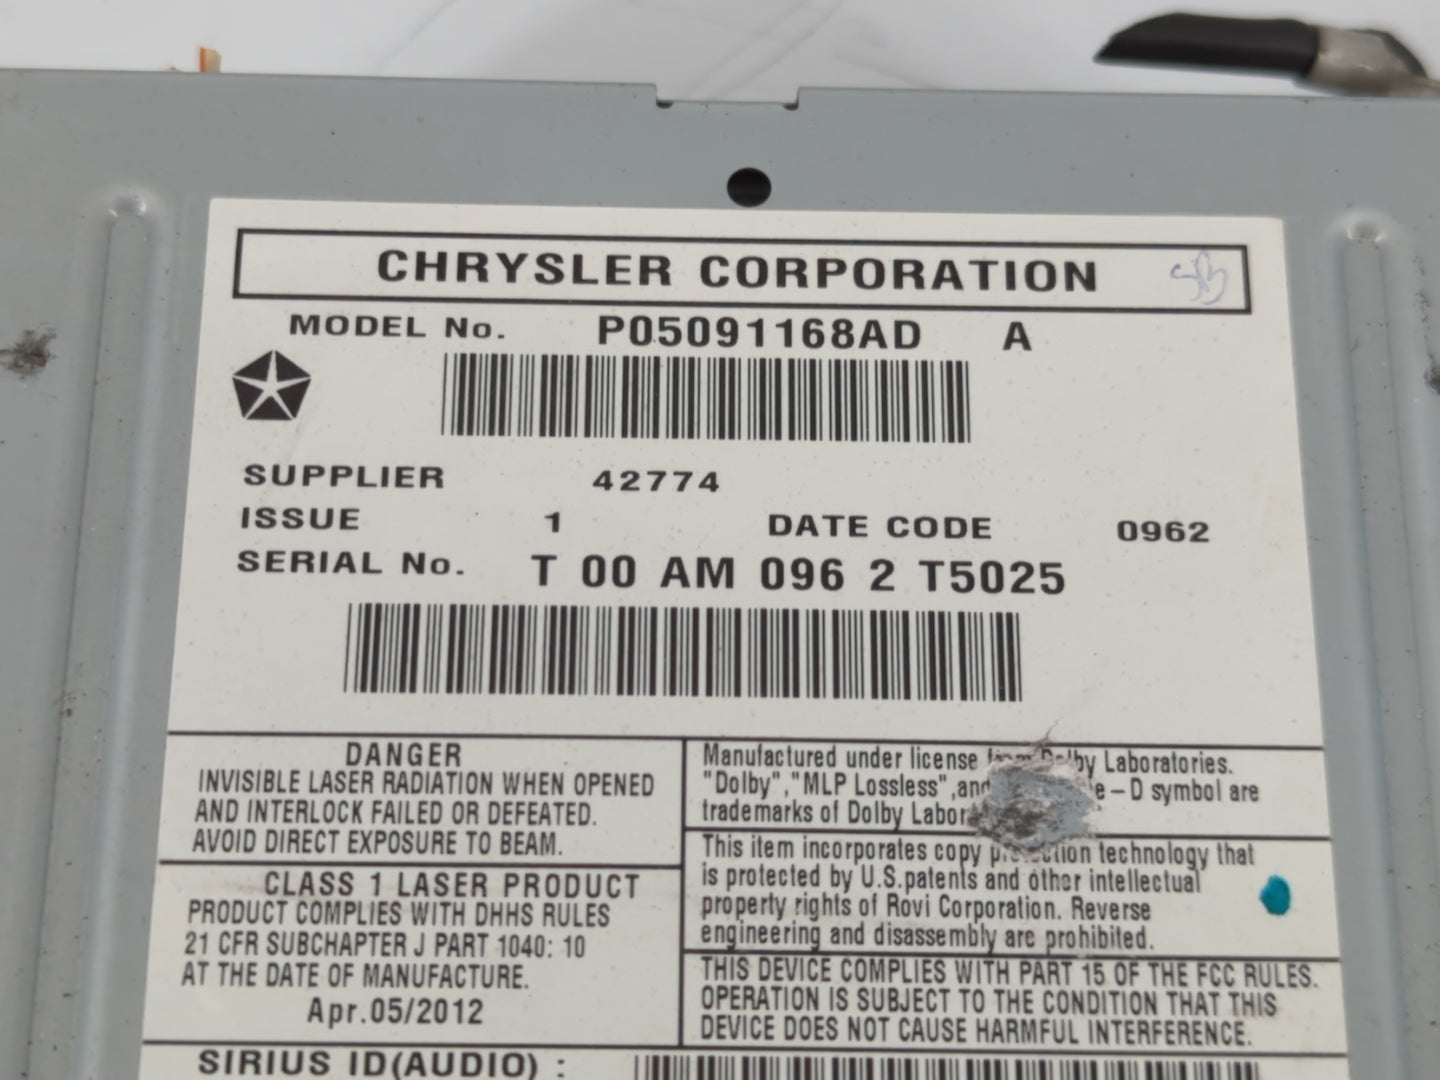 CHRYSLER CORPORATION
MODEL No. P05091168AD A
SUPPLIER 42774
ISSUE 1 DATE CODE 0962
SERIAL No. T 00 AM 096 2 T5025
DANGER
INVISIBLE LASER RADIATION WHEN OPENED
AND INTERLOCK FAILED OR DEFEATED.
AVOID DIRECT EXPOSURE TO BEAM.
CLASS 1 LASER PRODUCT
PRODUCT COMPLIES WITH DHHS RULES
21 CFR SUBCHAPTER J PART 1040: 10
AT THE DATE OF MANUFACTURE.
Apr.05/2012
Manufactured under license from Dolby Laboratories.
"Dolby", "MLP Lossless" ,and e-D symbol are
trademarks of Dolby Labor
This item incorporates copy protection technology that
is protected by U.S.patents and other intellectual
property rights of Rovi Corporation. Reverse
engineering and disassembly are prohibited.
THIS DEVICE COMPLIES WITH PART 15 OF THE FCC RULES.
OPERATION IS SUBJECT TO THE CONDITION THAT THIS
DEVICE DOES NOT CAUSE HARMFUL INTERFERENCE.
SIRIUS ID(AUDIO) :